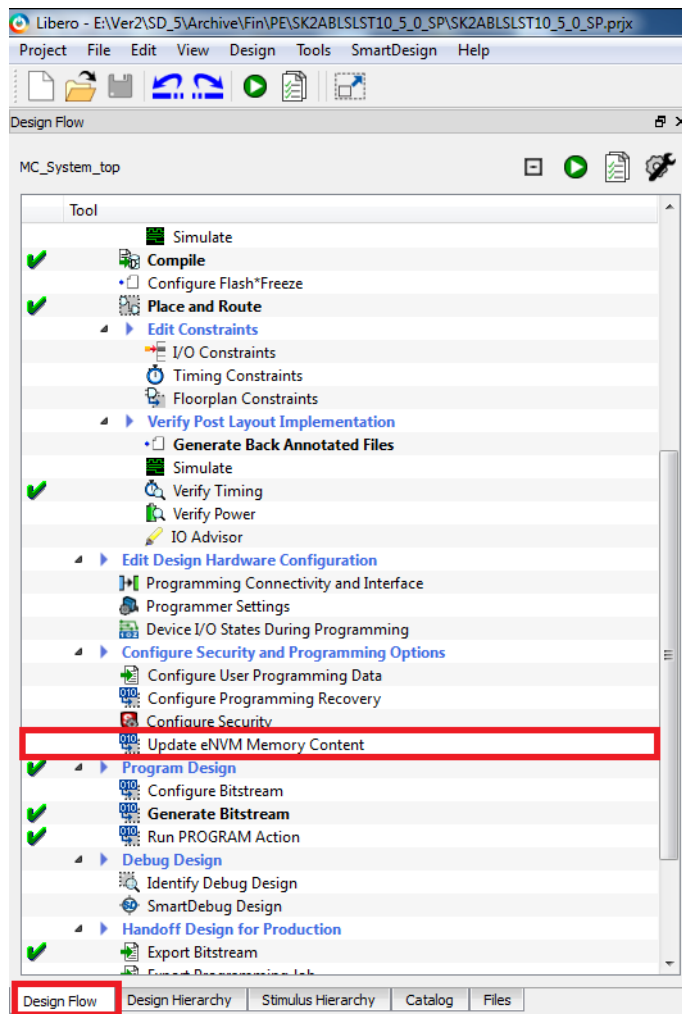 Libero - E:\Ver2\SD_5\Archive\Fin\PE\SK2ABLSLST10_5_0_SP\SK2ABLSLST10_5_0_SP.prjx
Project File Edit View Design Tools SmartDesign Help
Design Flow
MC_System_top
Tool
Simulate
Compile
Configure Flash*Freeze
Place and Route
Edit Constraints
I/O Constraints
Timing Constraints
Floorplan Constraints
Verify Post Layout Implementation
Generate Back Annotated Files
Simulate
Verify Timing
Verify Power
IO Advisor
Edit Design Hardware Configuration
Programming Connectivity and Interface
Programmer Settings
Device I/O States During Programming
Configure Security and Programming Options
Configure User Programming Data
Configure Programming Recovery
Configure Security
Update eNVM Memory Content
Program Design
Configure Bitstream
Generate Bitstream
Run PROGRAM Action
Debug Design
Identify Debug Design
SmartDebug Design
Handoff Design for Production
Export Bitstream
Export Programming Job
Design Flow Design Hierarchy Stimulus Hierarchy Catalog Files